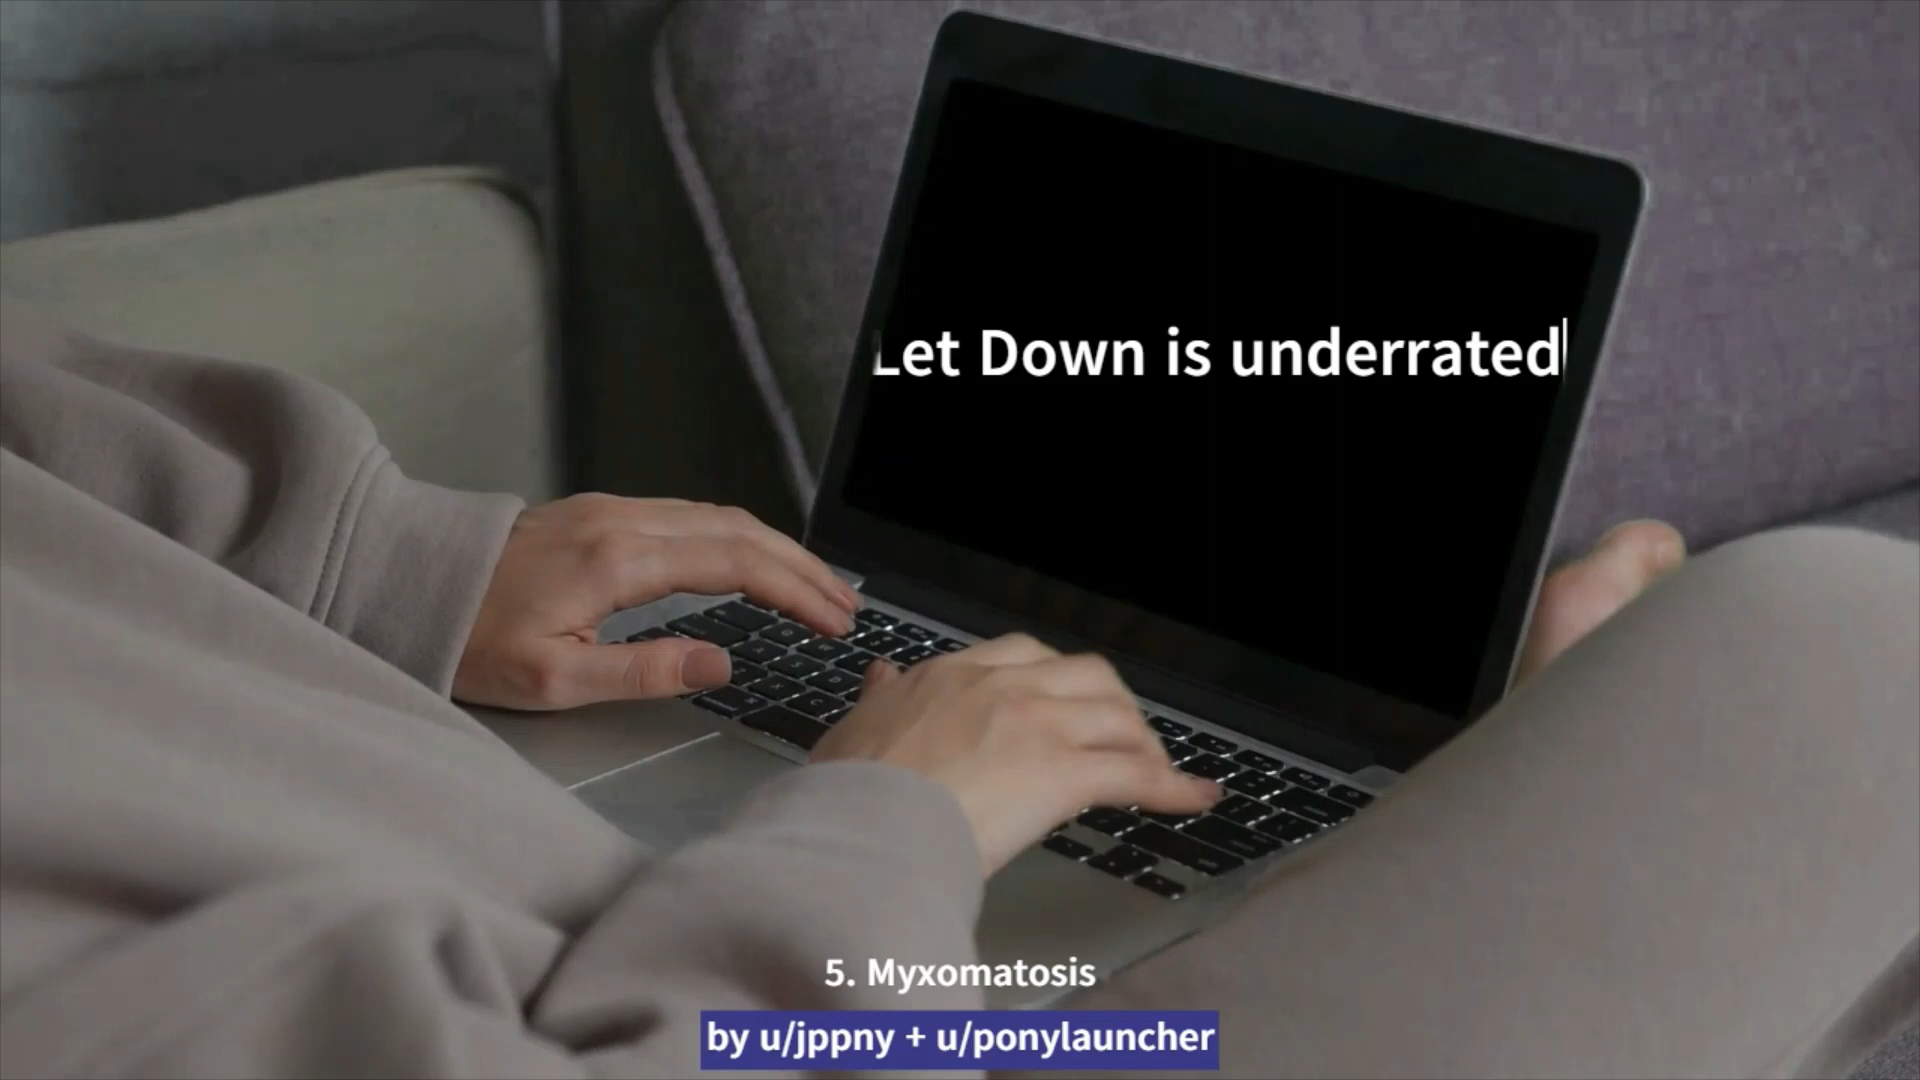 Let Down is underrated
5. Myxomatosis
by u/jppny + u/ponylauncher